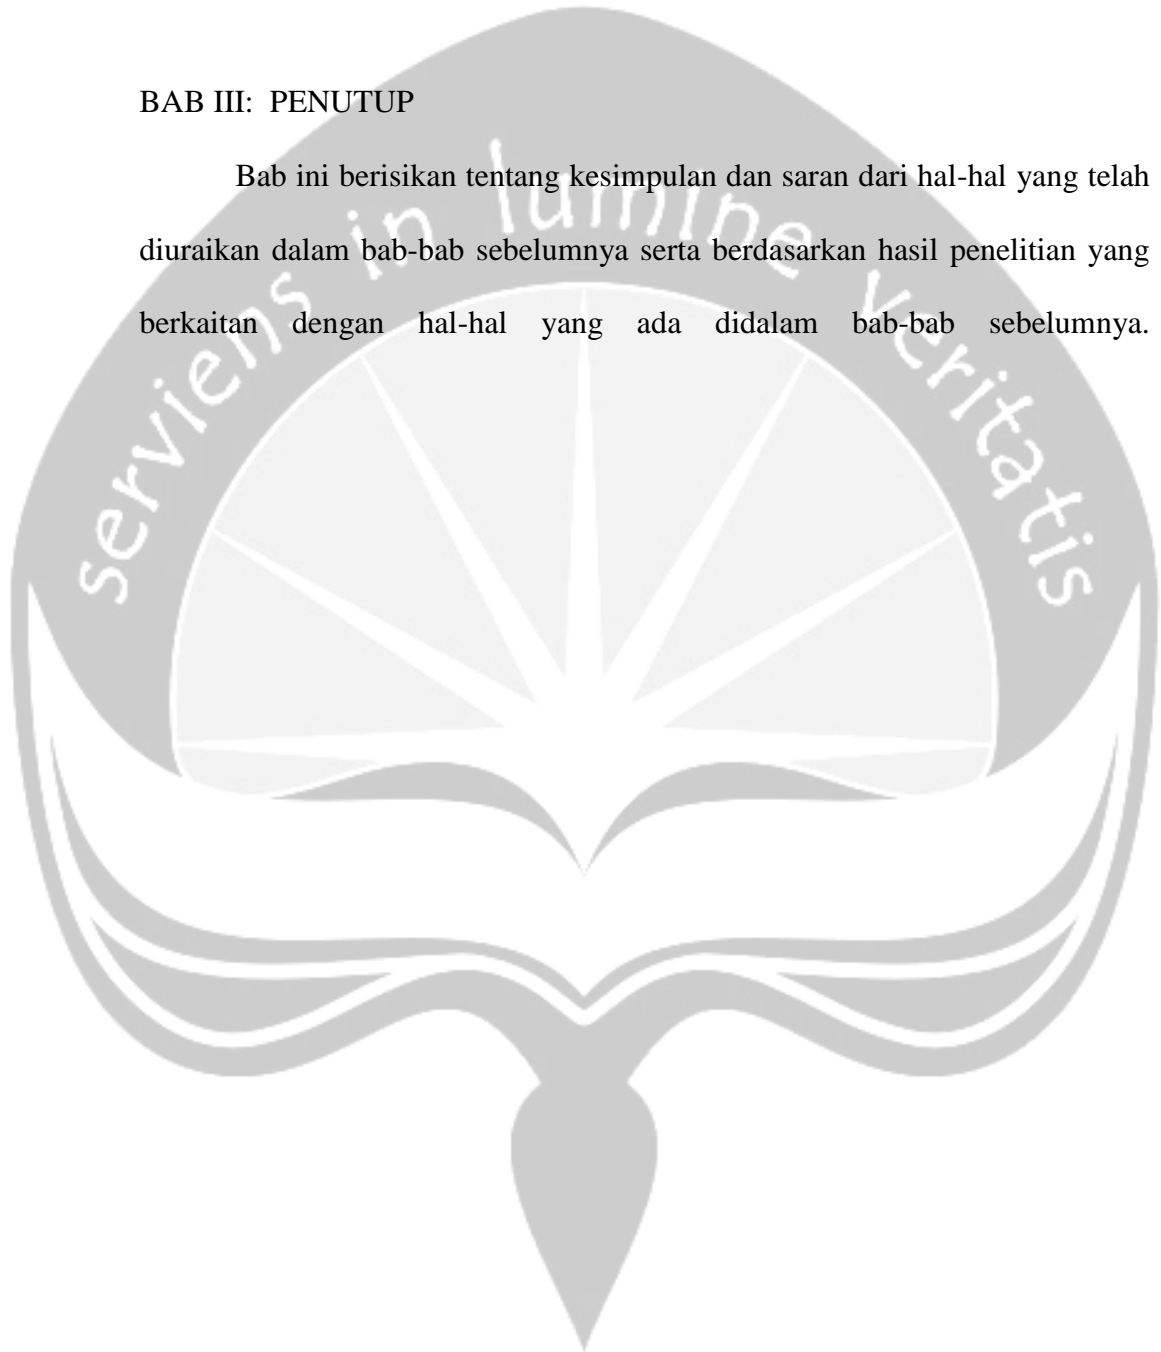 BAB III: PENUTUP
Bab ini berisikan tentang kesimpulan dan saran dari hal-hal yang telah
diuraikan dalam bab-bab sebelumnya serta berdasarkan hasil penelitian yang
berkaitan dengan hal-hal yang ada didalam bab-bab sebelumnya.
serviens in lumine veritatis